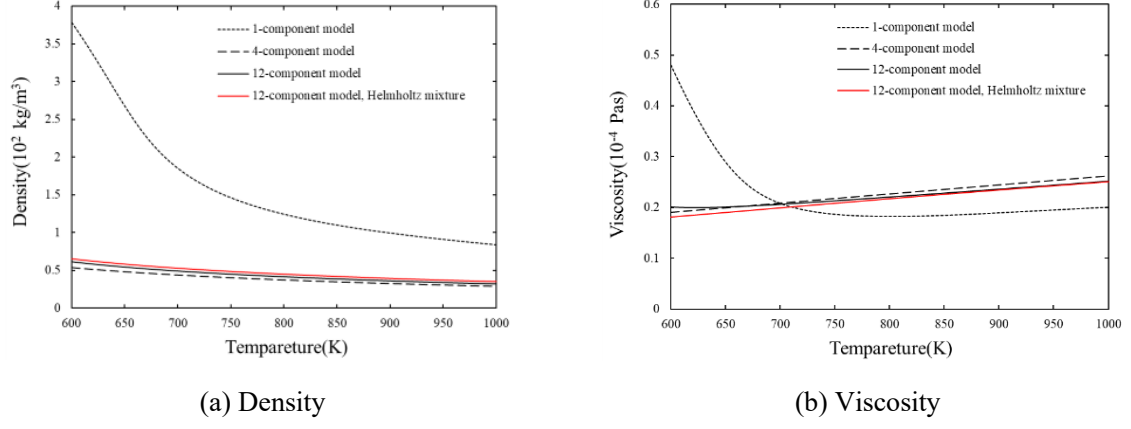 4
3.5
3
2.5
2
1.5
1
0.5
0
Density(10² kg/m³)
1-component model
4-component model
12-component model
12-component model, Helmholtz mixture
600 650 700 750 800 850 900 950 1000
Tempareture(K)
(a) Density
0.6
0.5
0.4
0.3
0.2
0.1
0
Viscosity(10⁻⁴ Pas)
1-component model
4-component model
12-component model
12-component model, Helmholtz mixture
600 650 700 750 800 850 900 950 1000
Tempareture(K)
(b) Viscosity